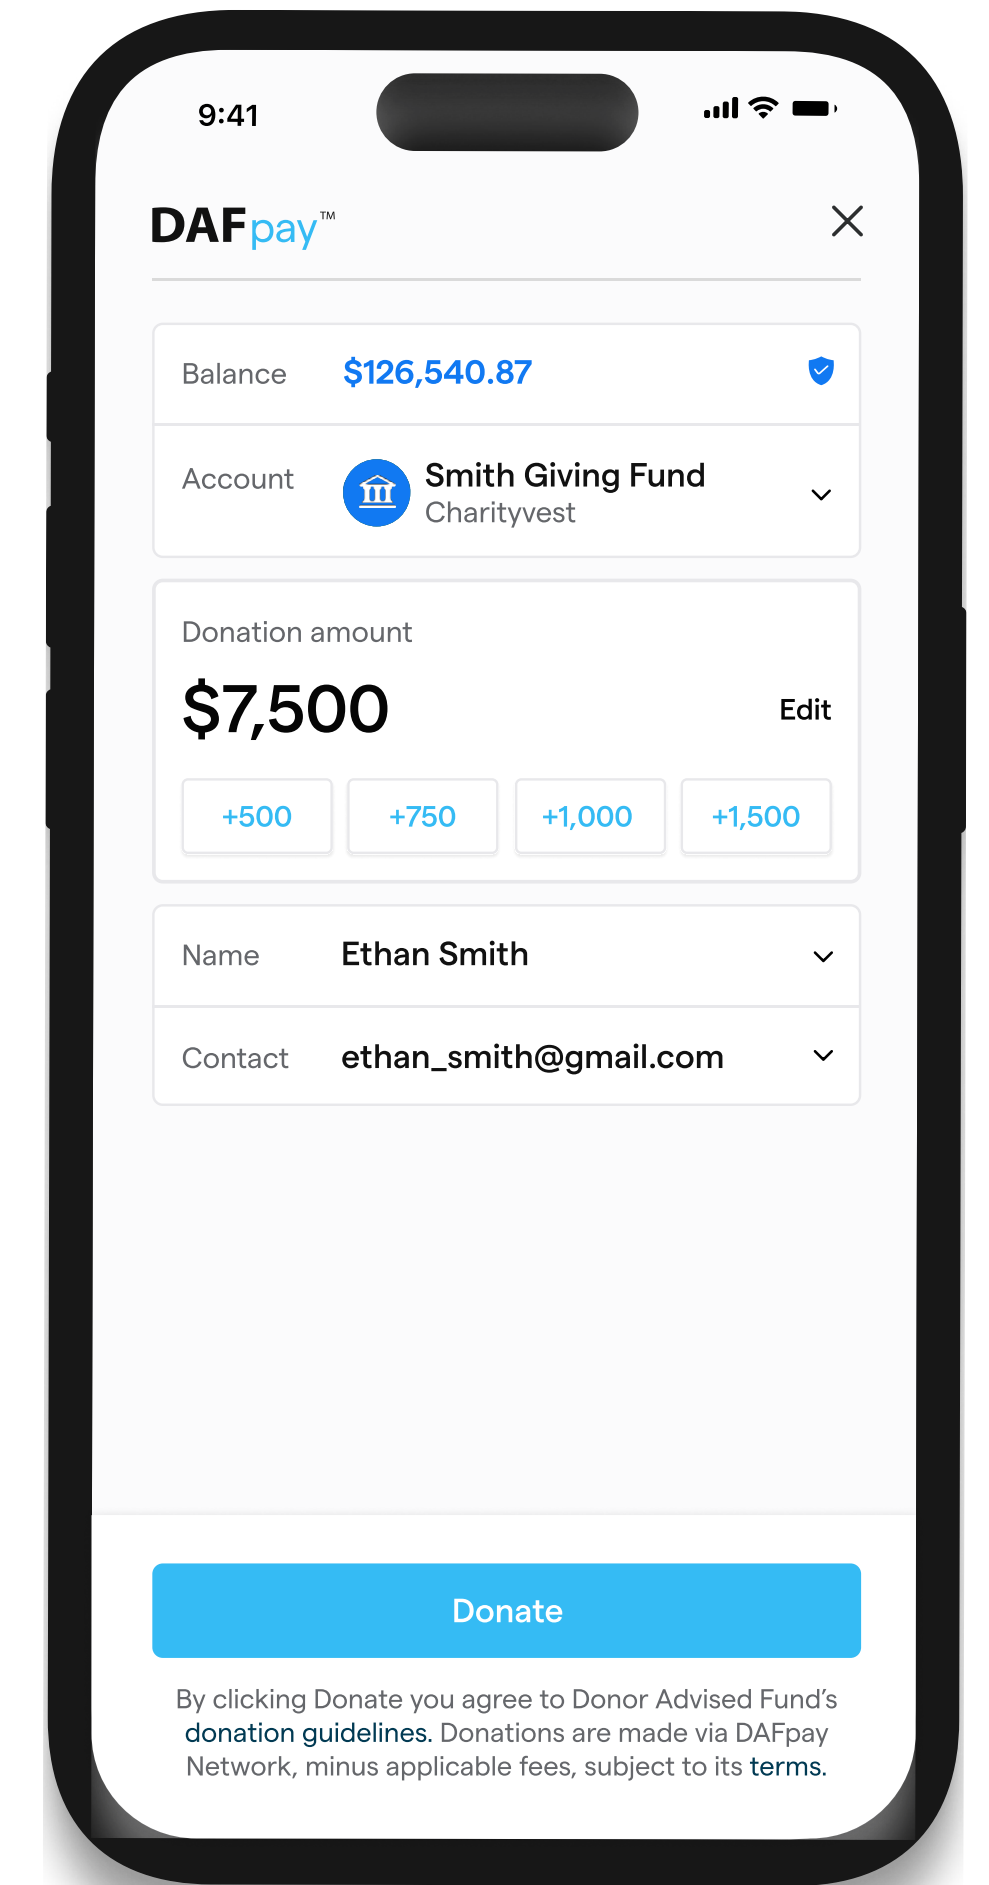 9:41
DAFpay™
Balance $126,540.87
Account Smith Giving Fund
Charityvest
Donation amount
$7,500 Edit
+500 +750 +1,000 +1,500
Name Ethan Smith
Contact ethan_smith@gmail.com
Donate
By clicking Donate you agree to Donor Advised Fund’s
donation guidelines. Donations are made via DAFpay
Network, minus applicable fees, subject to its terms.